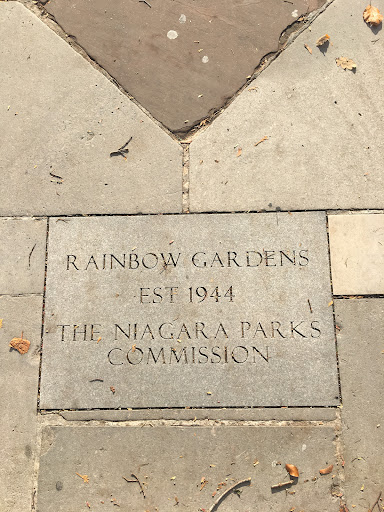 RAINBOW GARDENS
EST 1944
THE NIAGARA PARKS
COMMISSION